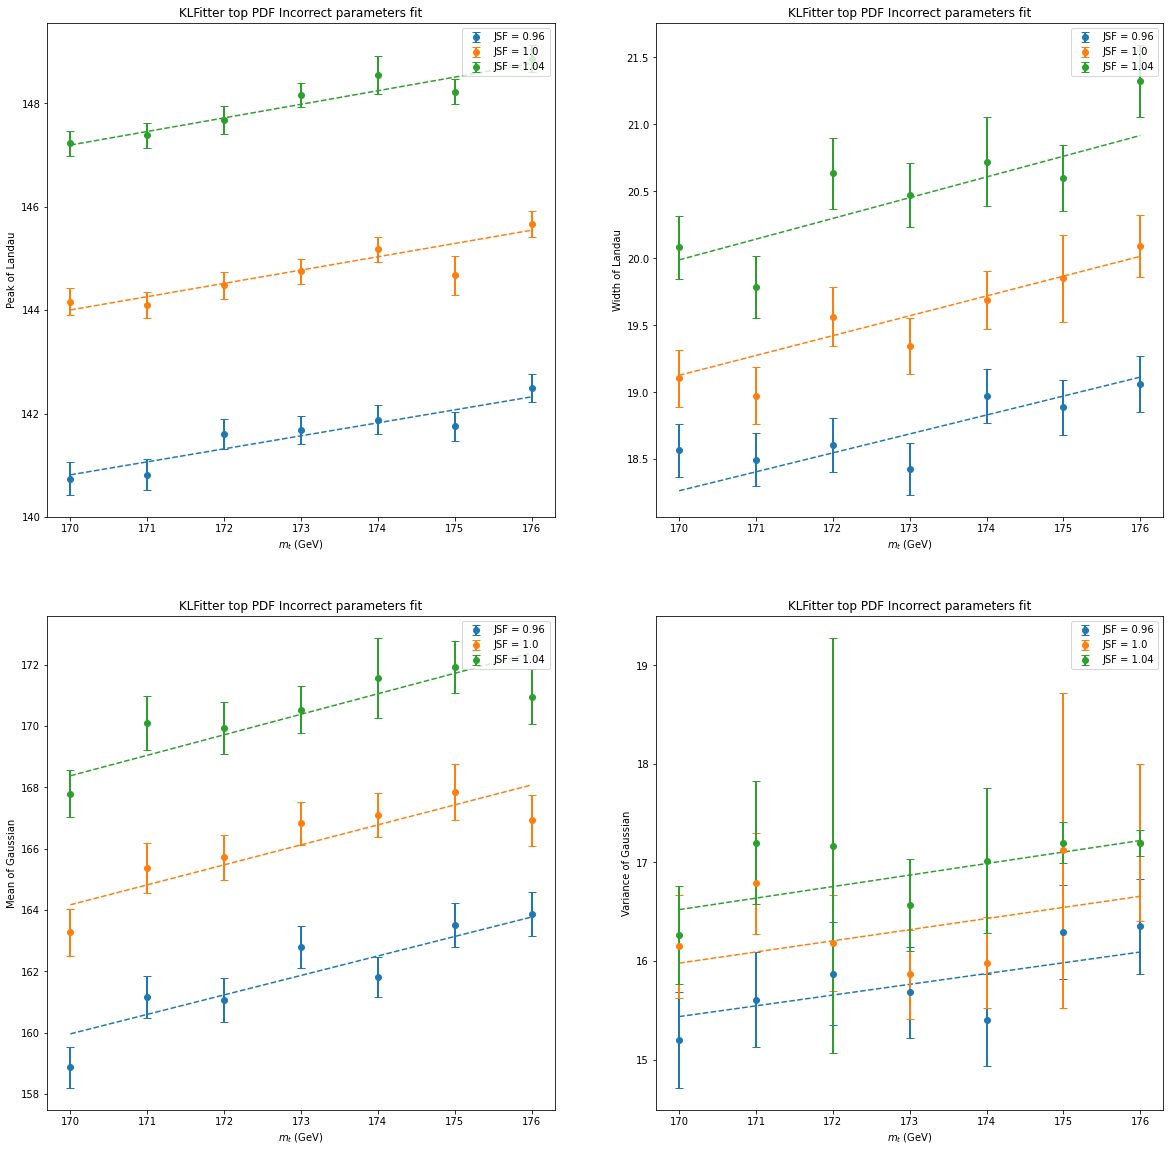 KLFitter top PDF Incorrect parameters fit
JSF = 0.96
JSF = 1.0
JSF = 1.04
Peak of Landau
148
146
144
142
140
170 171 172 173 174 175 176
m_t (GeV)
KLFitter top PDF Incorrect parameters fit
JSF = 0.96
JSF = 1.0
JSF = 1.04
Width of Landau
21.5
21.0
20.5
20.0
19.5
19.0
18.5
170 171 172 173 174 175 176
m_t (GeV)
KLFitter top PDF Incorrect parameters fit
JSF = 0.96
JSF = 1.0
JSF = 1.04
Mean of Gaussian
172
170
168
166
164
162
160
158
170 171 172 173 174 175 176
m_t (GeV)
KLFitter top PDF Incorrect parameters fit
JSF = 0.96
JSF = 1.0
JSF = 1.04
Variance of Gaussian
19
18
17
16
15
170 171 172 173 174 175 176
m_t (GeV)